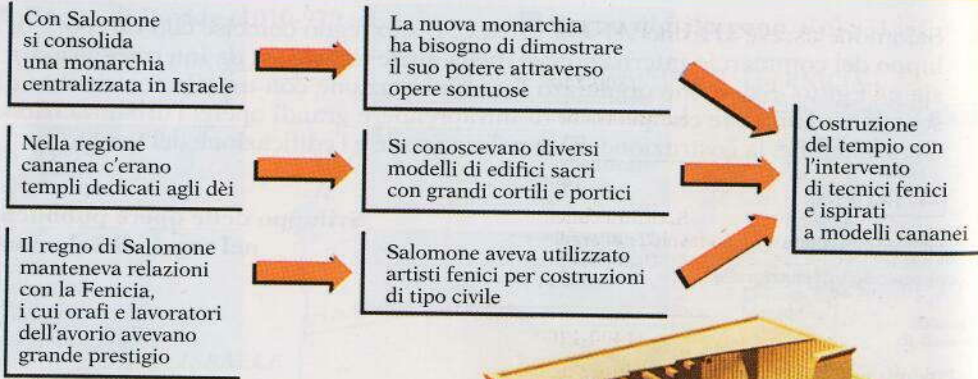 Con Salomone
si consolida
una monarchia
centralizzata in Israele
La nuova monarchia
ha bisogno di dimostrare
il suo potere attraverso
opere sontuose
Nella regione
cananea c'erano
templi dedicati agli dèi
Si conoscevano diversi
modelli di edifici sacri
con grandi cortili e portici
Il regno di Salomone
manteneva relazioni
con la Fenicia,
i cui orafi e lavoratori
dell'avorio avevano
grande prestigio
Salomone aveva utilizzato
artisti fenici per costruzioni
di tipo civile
Costruzione
del tempio con
l'intervento
di tecnici fenici
e ispirati
a modelli cananei